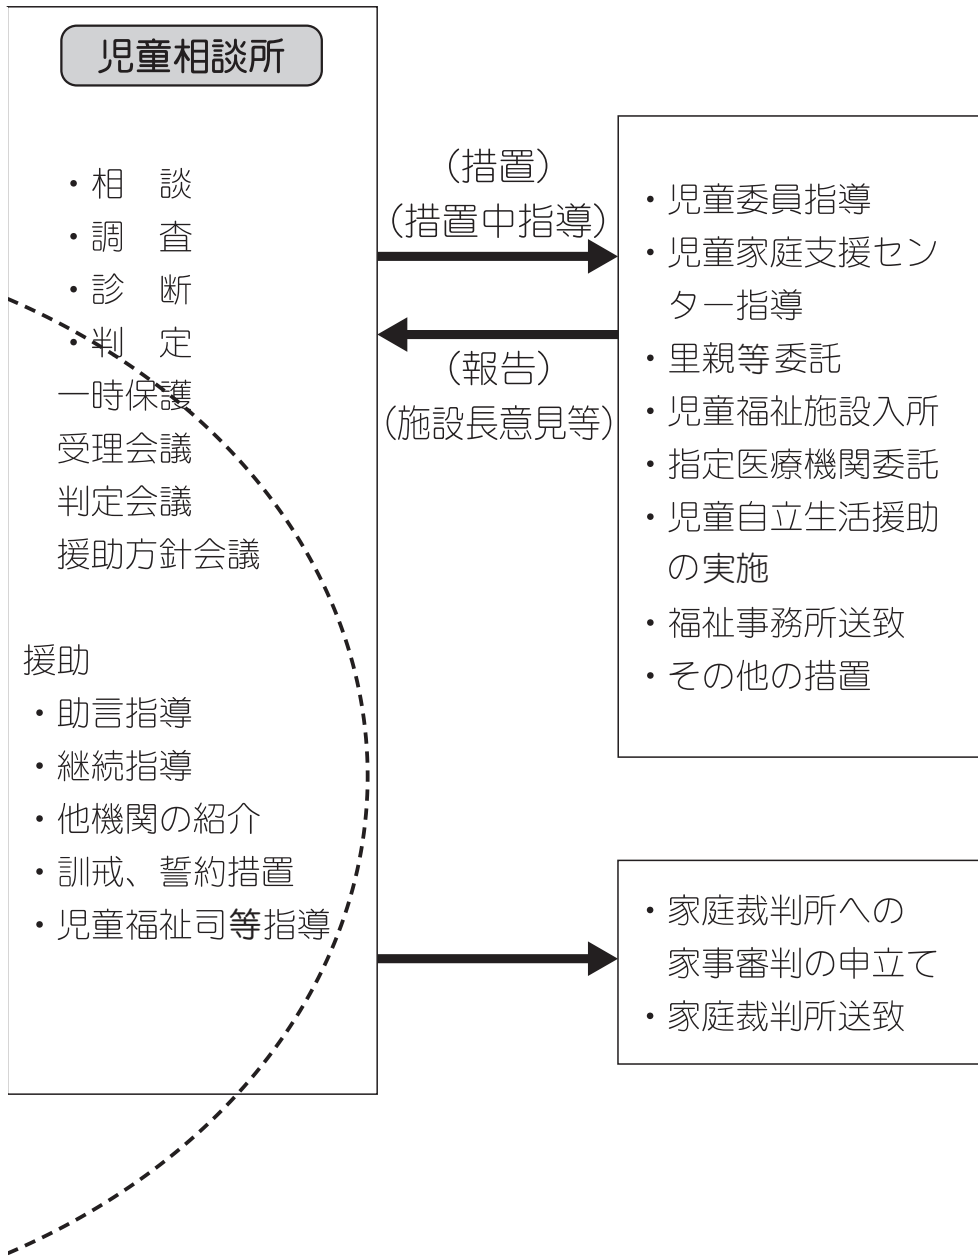 児童相談所
・相　談
・調　査
・診　断
・判　定
一時保護
受理会議
判定会議
援助方針会議
援助
・助言指導
・継続指導
・他機関の紹介
・訓戒、誓約措置
・児童福祉司等指導
(措置)
(措置中指導)
(報告)
(施設長意見等)
・児童委員指導
・児童家庭支援セン
ター指導
・里親等委託
・児童福祉施設入所
・指定医療機関委託
・児童自立生活援助
の実施
・福祉事務所送致
・その他の措置
・家庭裁判所への
家事審判の申立て
・家庭裁判所送致